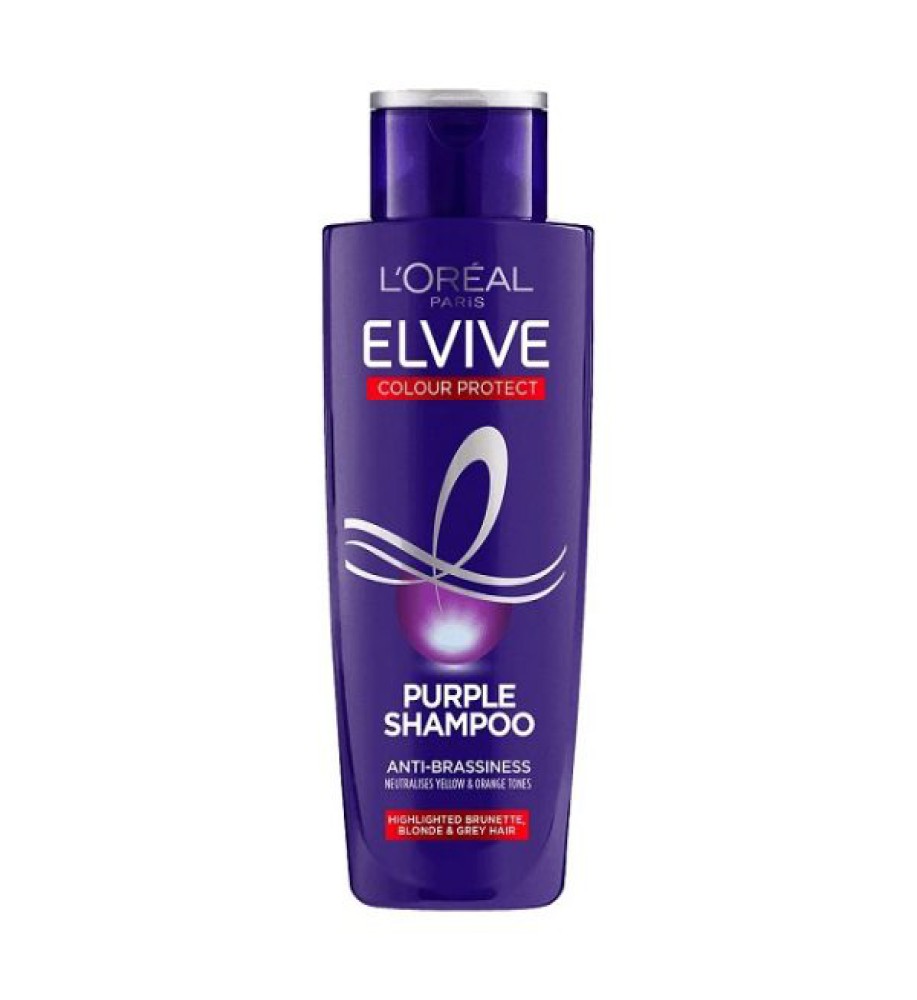 L'ORÉAL
PARiS
ELVIVE
COLOUR PROTECT
PURPLE
SHAMPOO
ANTI-BRASSINESS
NEUTRALISES YELLOW & ORANGE TONES
HIGHLIGHTED BRUNETTE,
BLONDE & GREY HAIR